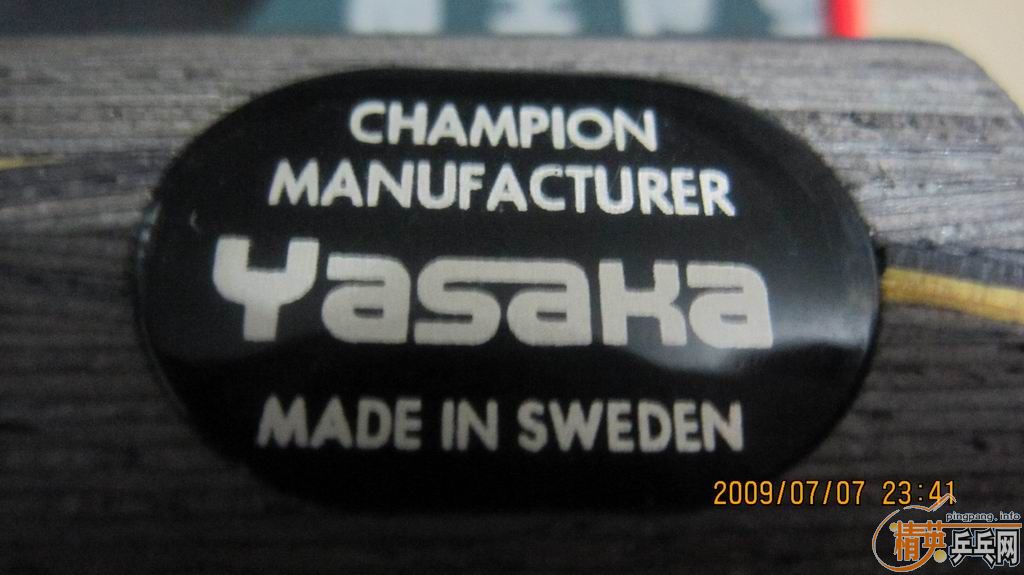 CHAMPION
MANUFACTURER
Yasaka
MADE IN SWEDEN
2009/07/07 23:41
pingpang.info
精英乒乓网